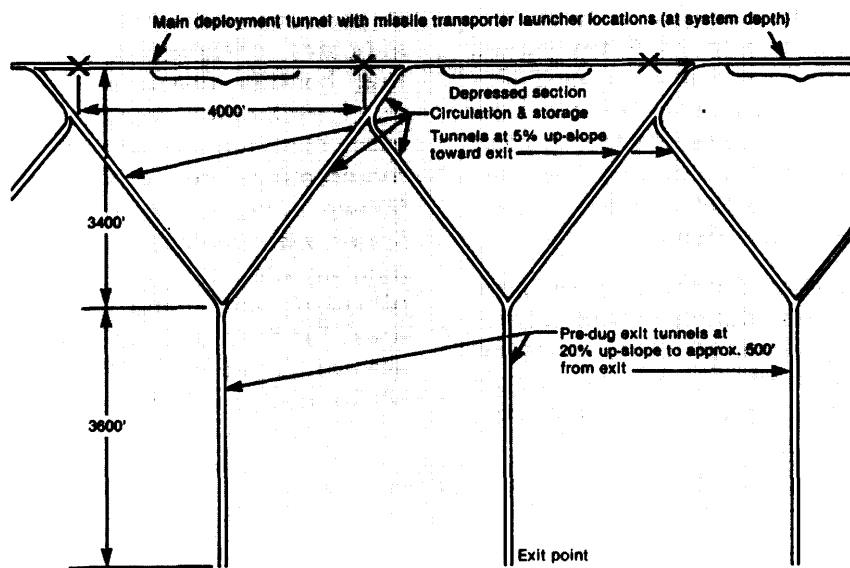 Main deployment tunnel with missile transporter launcher locations (at system depth)
4000'
Depressed section
Circulation & storage
Tunnels at 5% up-slope
toward exit
3400'
Pre-dug exit tunnels at
20% up-slope to approx. 500'
from exit
3600'
Exit point